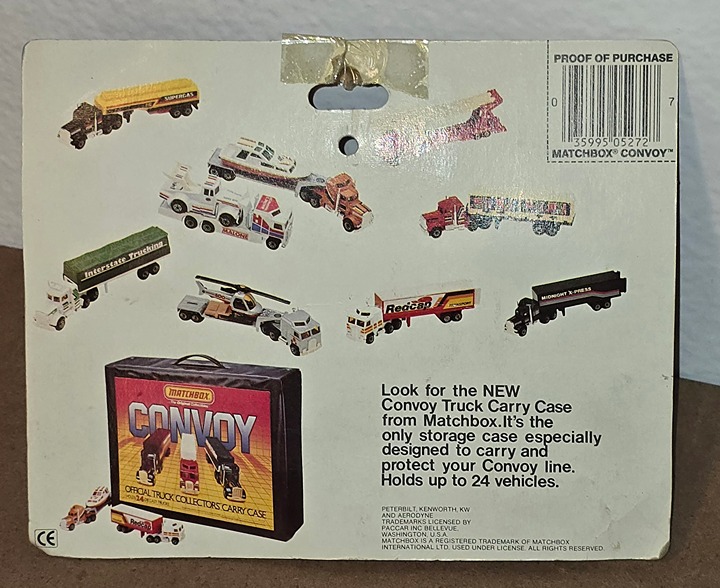 PROOF OF PURCHASE
0 7
35995 05272
MATCHBOX® CONVOY™
SUPERGAS
MALONE
Interstate Trucking
Redcap
MIDNIGHT X-PRESS
MATCHBOX
CONVOY
OFFICIAL TRUCK COLLECTORS' CARRY CASE
Redcap
Look for the NEW
Convoy Truck Carry Case
from Matchbox.It's the
only storage case especially
designed to carry and
protect your Convoy line.
Holds up to 24 vehicles.
CE
PETERBILT, KENWORTH, KW
AND AERODYNE
TRADEMARKS LICENSED BY
PACCAR INC BELLEVUE,
WASHINGTON, U.S.A.
MATCHBOX IS A REGISTERED TRADEMARK OF MATCHBOX
INTERNATIONAL LTD. USED UNDER LICENSE. ALL RIGHTS RESERVED.